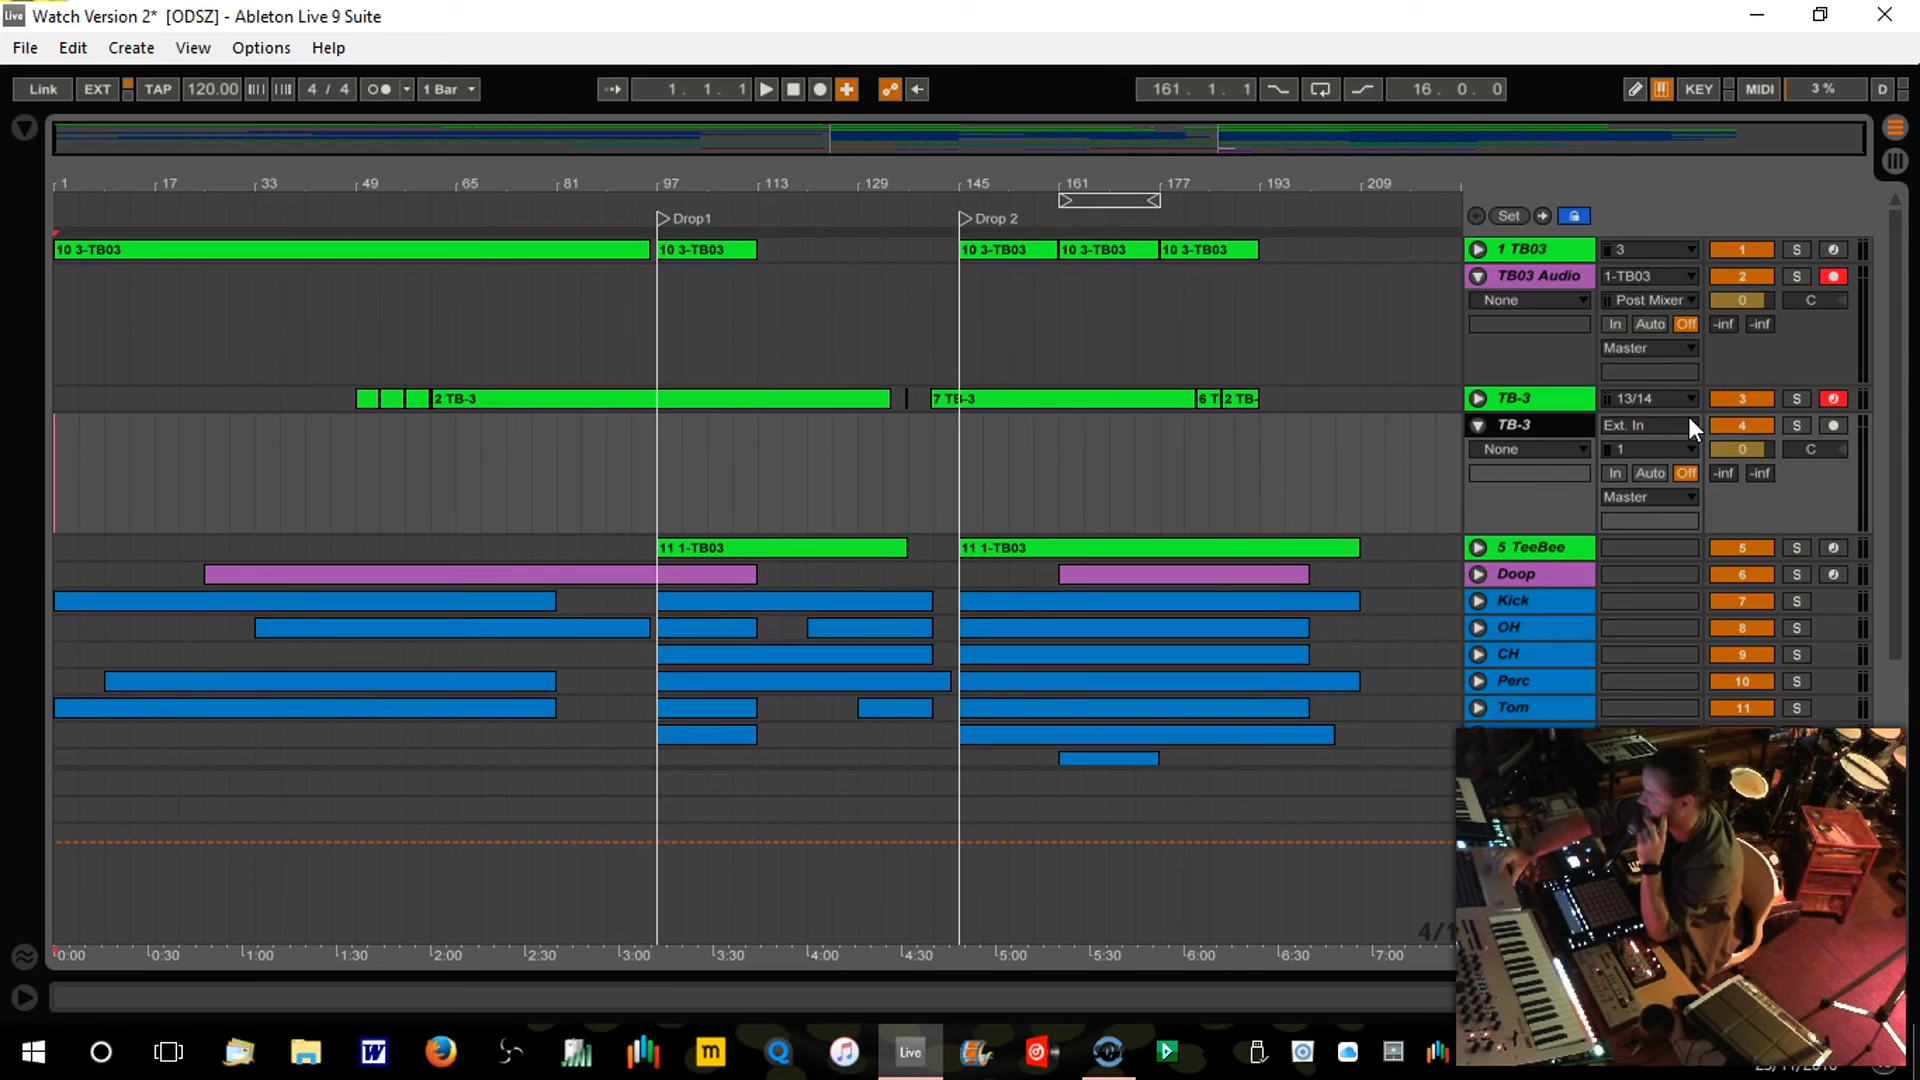 Live Watch Version 2* [ODSZ] - Ableton Live 9 Suite
File Edit Create View Options Help
Link EXT TAP 120.00 4 / 4 1 Bar 1. 1. 1 161. 1. 1 16. 0. 0 KEY MIDI 3 % D
1 17 33 49 65 81 97 113 129 145 161 177 193 209
Drop1 Drop 2 Set
10 3-TB03 10 3-TB03 10 3-TB03 10 3-TB03 10 3-TB03 1 TB03 3 1 S
TB03 Audio 1-TB03 2 S
None Post Mixer 0 C
In Auto Off -inf -inf
Master
2 TB-3 7 TB-3 6 T 2 TB- TB-3 13/14 3 S
TB-3 Ext. In 4 S
None 1 0 C
In Auto Off -inf -inf
Master
11 1-TB03 11 1-TB03 5 TeeBee 5 S
Doop 6 S
Kick 7 S
OH 8 S
CH 9 S
Perc 10 S
Tom 11 S
4/1
0:00 0:30 1:00 1:30 2:00 2:30 3:00 3:30 4:00 4:30 5:00 5:30 6:00 6:30 7:00
W m Live